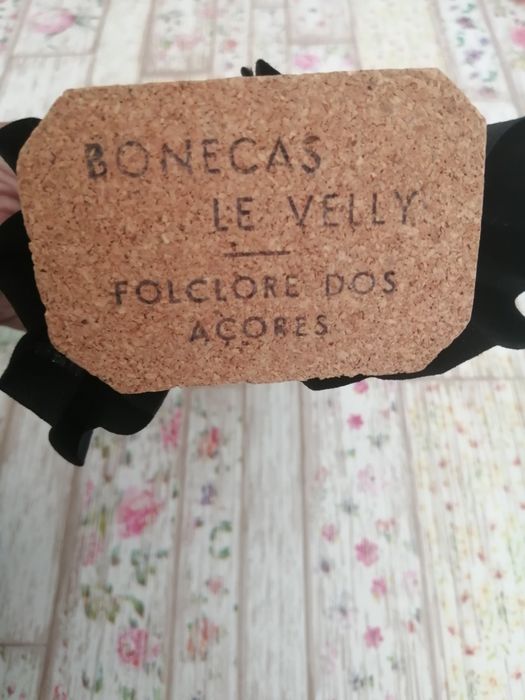 BONECAS
LE VELLY
FOLCLORE DOS
AÇORES